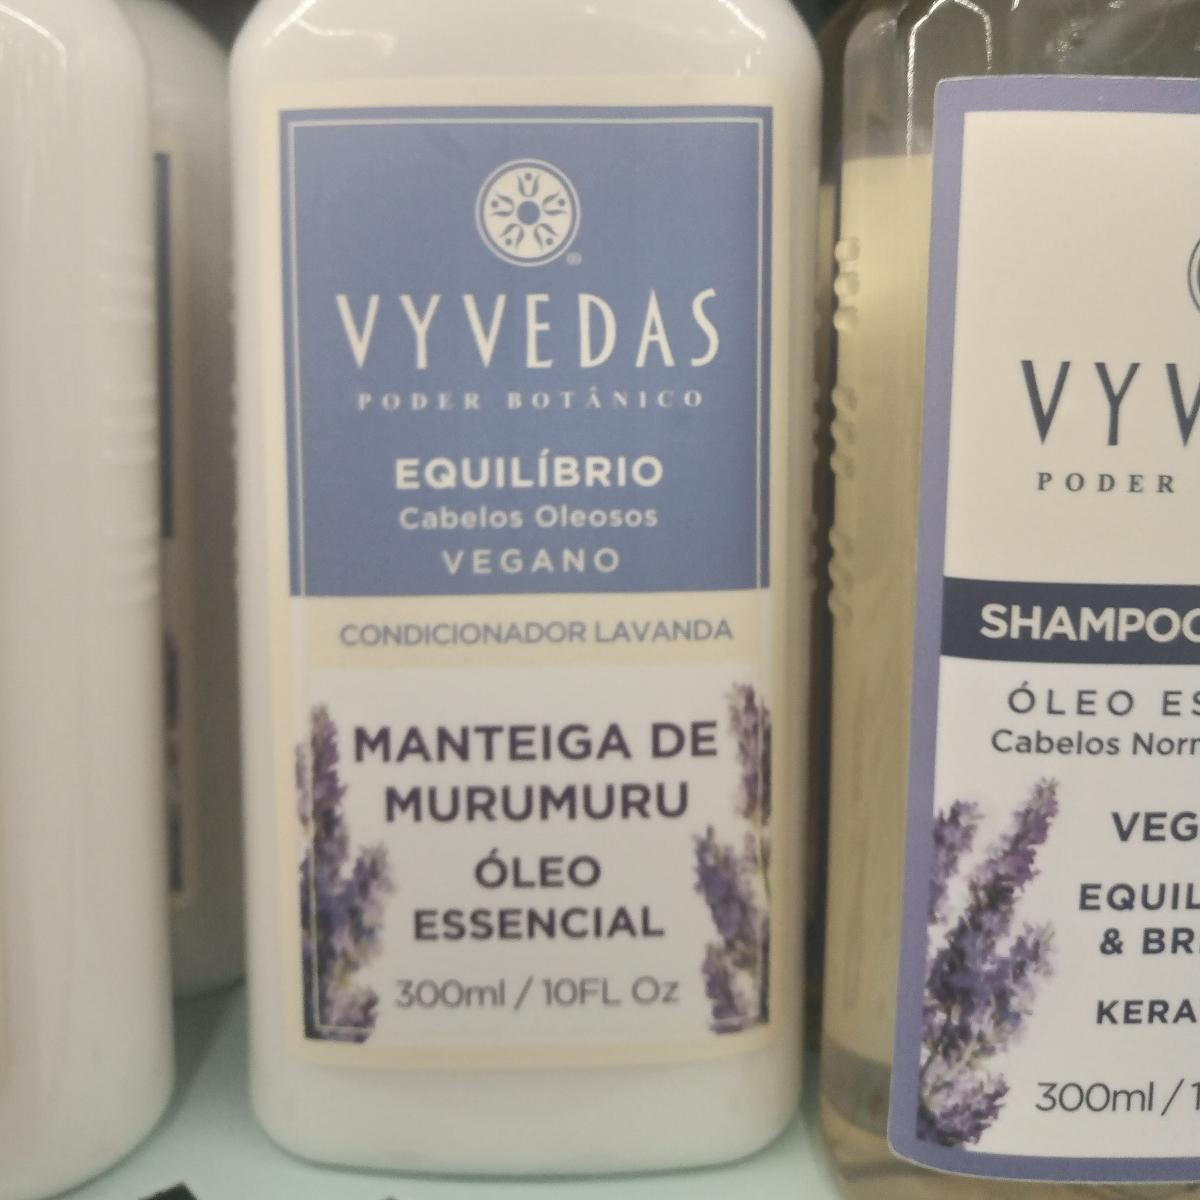 VYVEDAS
PODER BOTÂNICO
EQUILÍBRIO
Cabelos Oleosos
VEGANO
CONDICIONADOR LAVANDA
MANTEIGA DE
MURUMURU
ÓLEO
ESSENCIAL
300ml / 10FL Oz
VYV
PODER
SHAMPOO
ÓLEO ES
Cabelos Norm
VEG
EQUIL
& BRI
KERA
300ml / 1